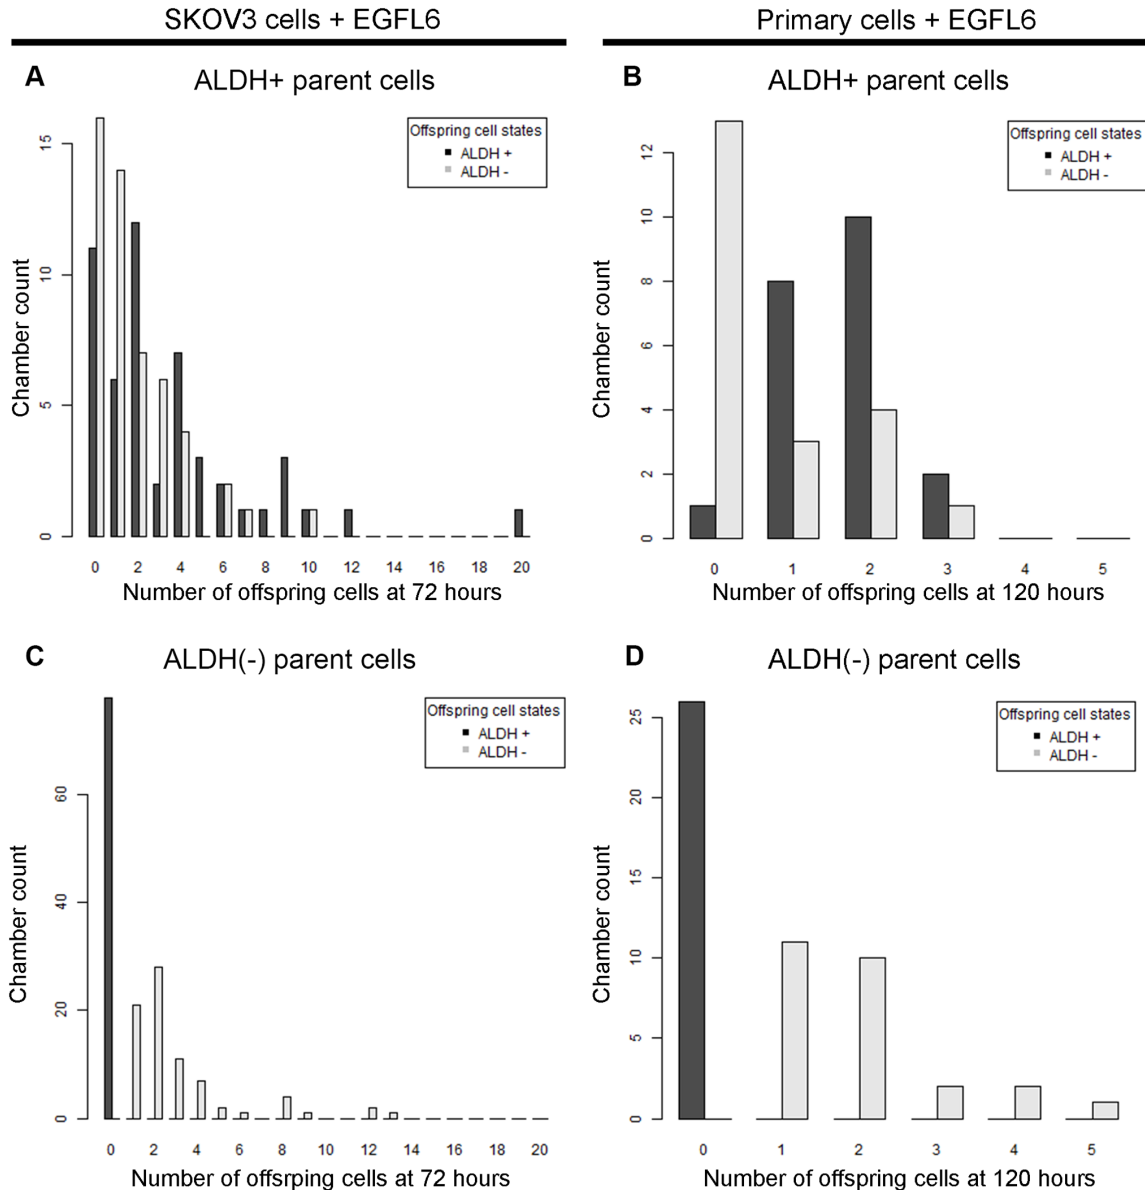 SKOV3 cells + EGFL6
Primary cells + EGFL6
A
ALDH+ parent cells
Offspring cell states
ALDH +
ALDH -
Chamber count
15
10
5
0
0 2 4 6 8 10 12 14 16 18 20
Number of offspring cells at 72 hours
B
ALDH+ parent cells
Offspring cell states
ALDH +
ALDH -
Chamber count
12
10
8
6
4
2
0
0 1 2 3 4 5
Number of offspring cells at 120 hours
C
ALDH(-) parent cells
Offspring cell states
ALDH +
ALDH -
Chamber count
60
40
20
0
0 2 4 6 8 10 12 14 16 18 20
Number of offsrping cells at 72 hours
D
ALDH(-) parent cells
Offspring cell states
ALDH +
ALDH -
Chamber count
25
20
15
10
5
0
0 1 2 3 4 5
Number of offspring cells at 120 hours